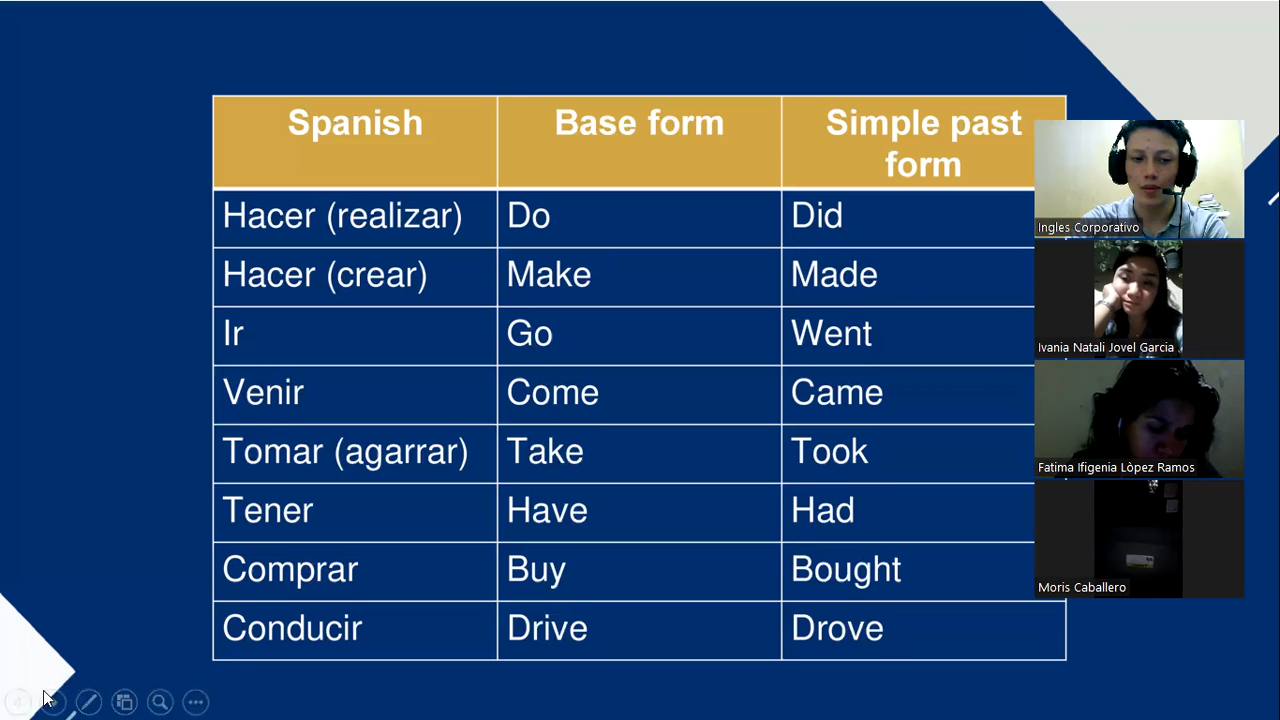 Spanish Base form Simple past
form
Hacer (realizar) Do Did
Hacer (crear) Make Made
Ir Go Went
Venir Come Came
Tomar (agarrar) Take Took
Tener Have Had
Comprar Buy Bought
Conducir Drive Drove
Ingles Corporativo
Ivania Natali Jovel Garcia
Fatima Ifigenia Lòpez Ramos
Moris Caballero